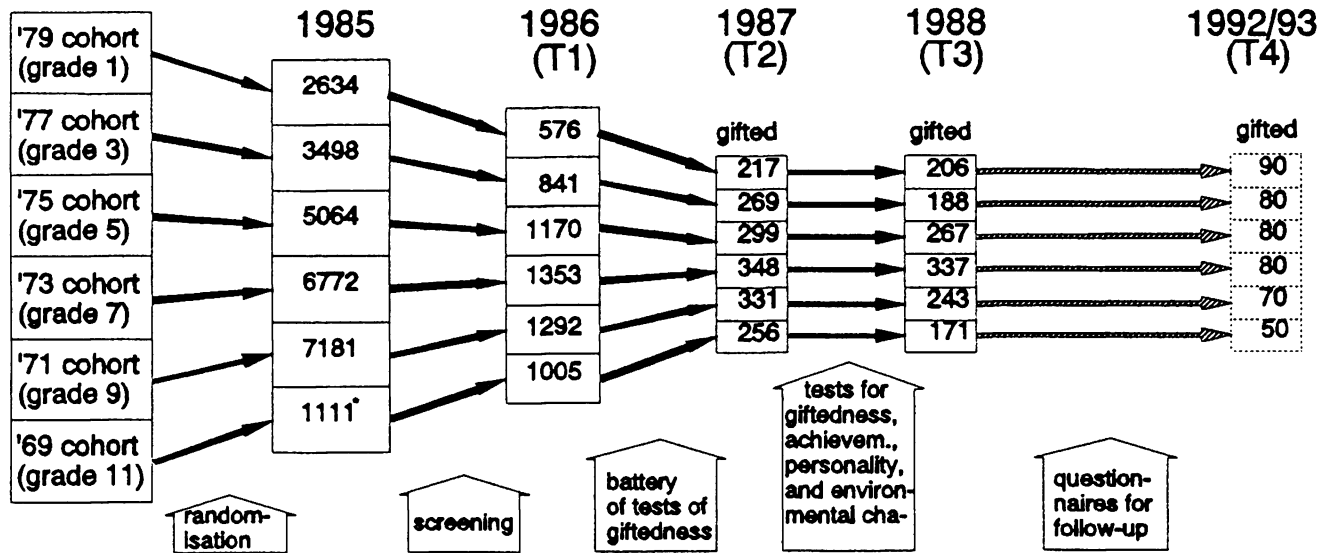 '79 cohort
(grade 1)
'77 cohort
(grade 3)
'75 cohort
(grade 5)
'73 cohort
(grade 7)
'71 cohort
(grade 9)
'69 cohort
(grade 11)
random-
isation
1985
2634
3498
5064
6772
7181
1111*
screening
1986
(T1)
576
841
1170
1353
1292
1005
battery
of tests of
giftedness
1987
(T2)
gifted
217
269
299
348
331
256
tests for
giftedness,
achievem.,
personality,
and environ-
mental cha-
1988
(T3)
gifted
206
188
267
337
243
171
question-
naires for
follow-up
1992/93
(T4)
gifted
90
80
80
80
70
50